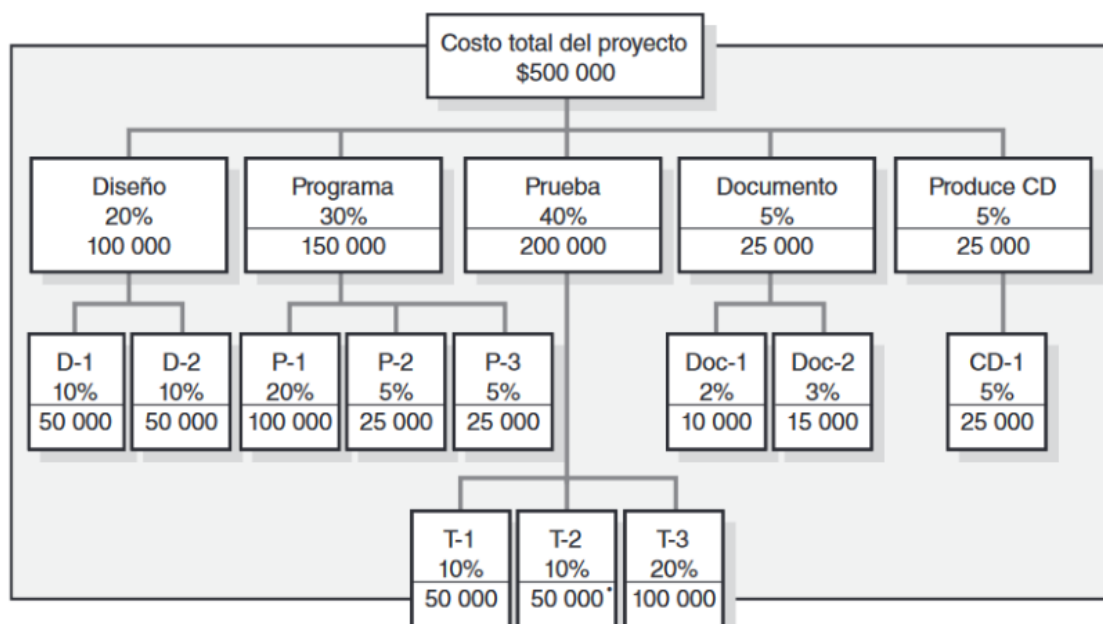 Costo total del proyecto
$500 000
Diseño
20%
100 000
Programa
30%
150 000
Prueba
40%
200 000
Documento
5%
25 000
Produce CD
5%
25 000
D-1
10%
50 000
D-2
10%
50 000
P-1
20%
100 000
P-2
5%
25 000
P-3
5%
25 000
Doc-1
2%
10 000
Doc-2
3%
15 000
CD-1
5%
25 000
T-1
10%
50 000
T-2
10%
50 000*
T-3
20%
100 000